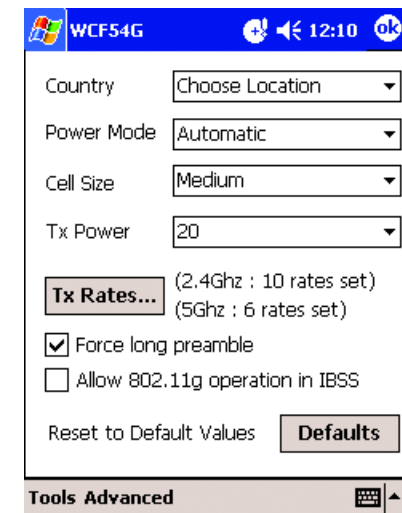 WCF54G 12:10 ok
Country Choose Location
Power Mode Automatic
Cell Size Medium
Tx Power 20
Tx Rates... (2.4Ghz : 10 rates set)
(5Ghz : 6 rates set)
Force long preamble
Allow 802.11g operation in IBSS
Reset to Default Values Defaults
Tools Advanced